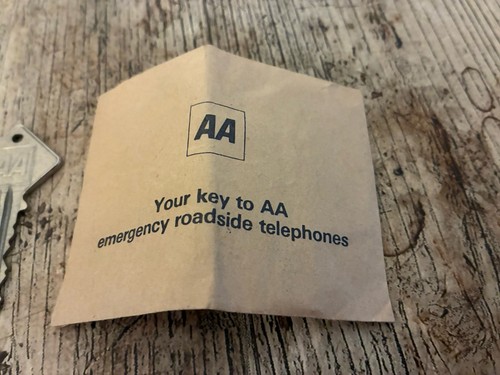 AA
Your key to AA
emergency roadside telephones